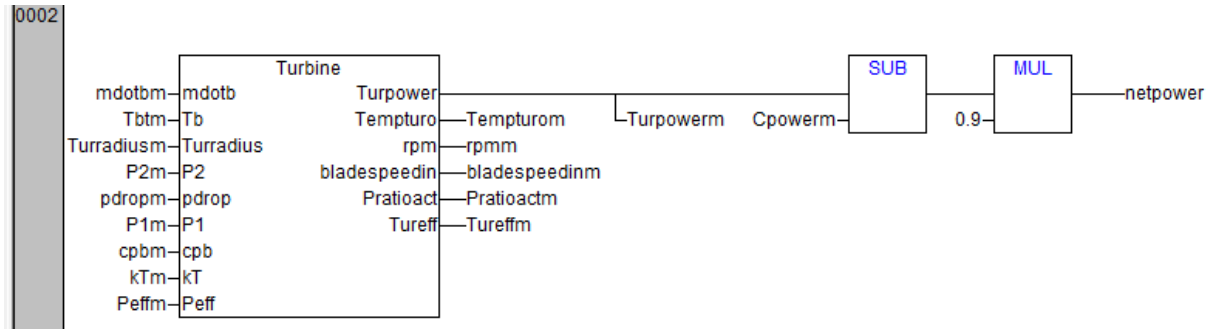 0002
Turbine SUB MUL
mdotbm mdotb Turpower netpower
Tbtm Tb Tempturo Tempturom Turpowerm Cpowerm 0.9
Turradiusm Turradius rpm rpmm
P2m P2 bladespeedin bladespeedinm
pdropm pdrop Pratioact Pratioactm
P1m P1 Tureff Tureffm
cpbm cpb
kTm kT
Peffm Peff